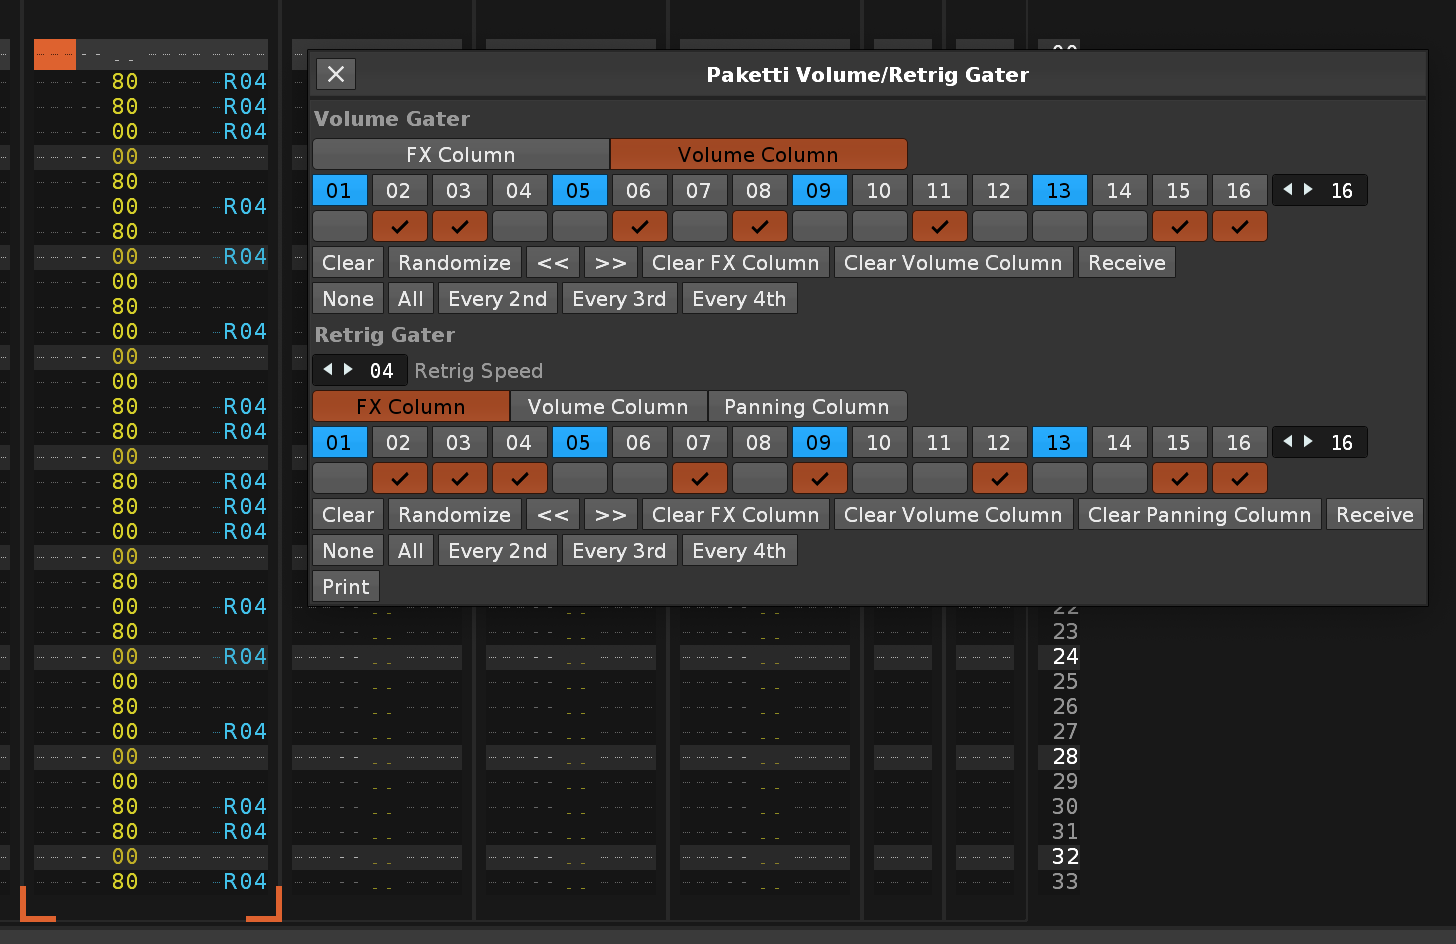 00
80 R04
80 R04
00 R04
00
80
00 R04
80
00 R04
00
80
00 R04
00
00
80 R04
80 R04
00
80 R04
80 R04
00 R04
00
80
00 R04
80
00 R04
00
80
00 R04
00
00
80 R04
80 R04
00
80 R04
Paketti Volume/Retrig Gater
Volume Gater
FX Column Volume Column
01 02 03 04 05 06 07 08 09 10 11 12 13 14 15 16 16
Clear Randomize << >> Clear FX Column Clear Volume Column Receive
None All Every 2nd Every 3rd Every 4th
Retrig Gater
04 Retrig Speed
FX Column Volume Column Panning Column
01 02 03 04 05 06 07 08 09 10 11 12 13 14 15 16 16
Clear Randomize << >> Clear FX Column Clear Volume Column Clear Panning Column Receive
None All Every 2nd Every 3rd Every 4th
Print
22
23
24
25
26
27
28
29
30
31
32
33